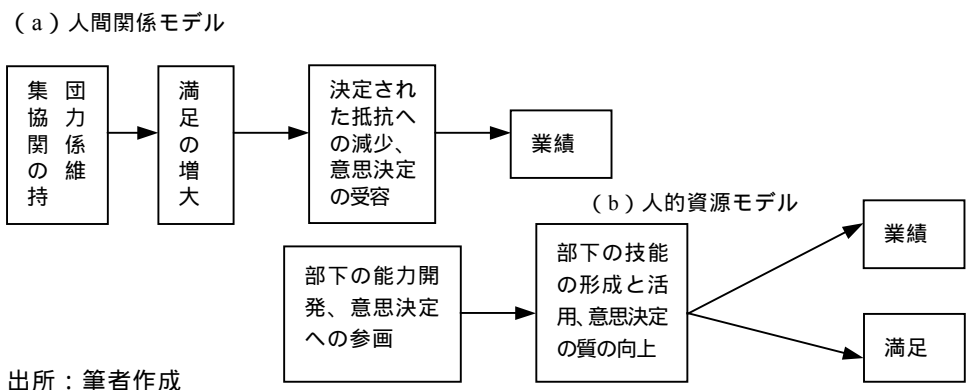 （a）人間関係モデル
集団
協力
関係
の維
持
満
足
の
増
大
決定され
た抵抗へ
の減少、
意思決定
の受容
業績
（b）人的資源モデル
部下の能力開
発、意思決定
への参画
部下の技能
の形成と活
用、意思決定
の質の向上
業績
満足
出所：筆者作成